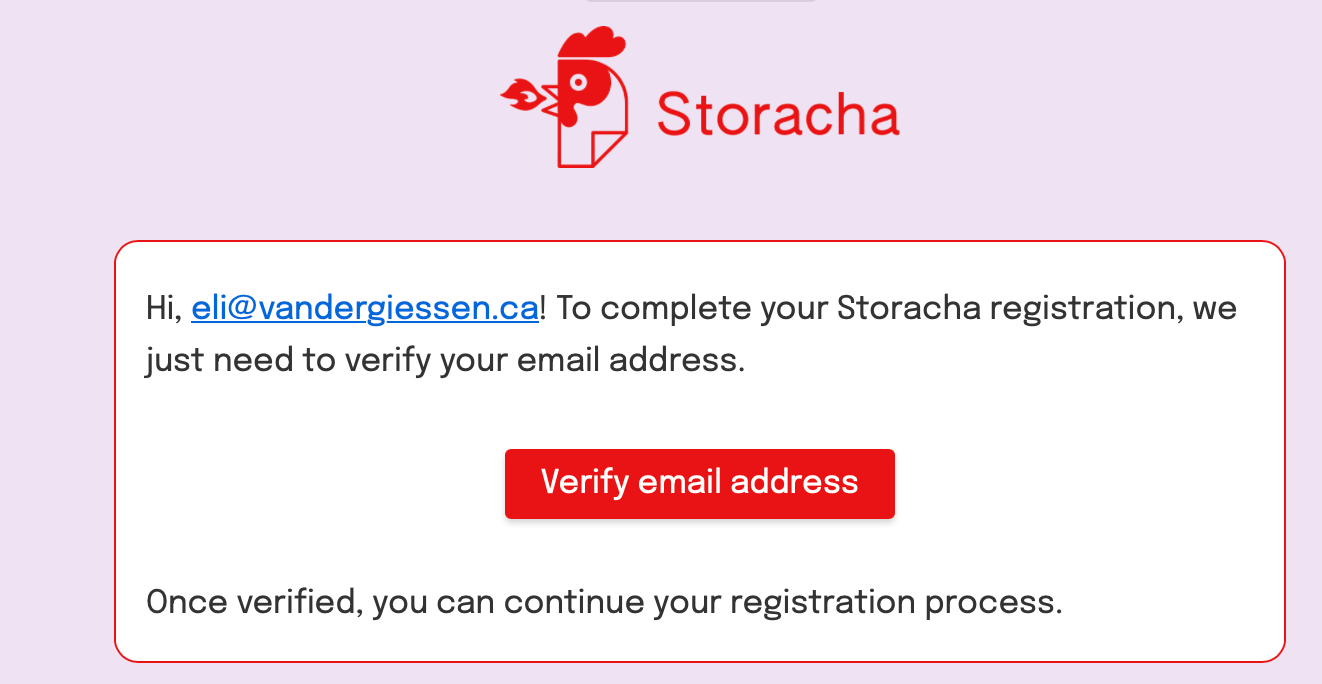 Storacha
Hi, eli@vandergiessen.ca! To complete your Storacha registration, we
just need to verify your email address.
Verify email address
Once verified, you can continue your registration process.